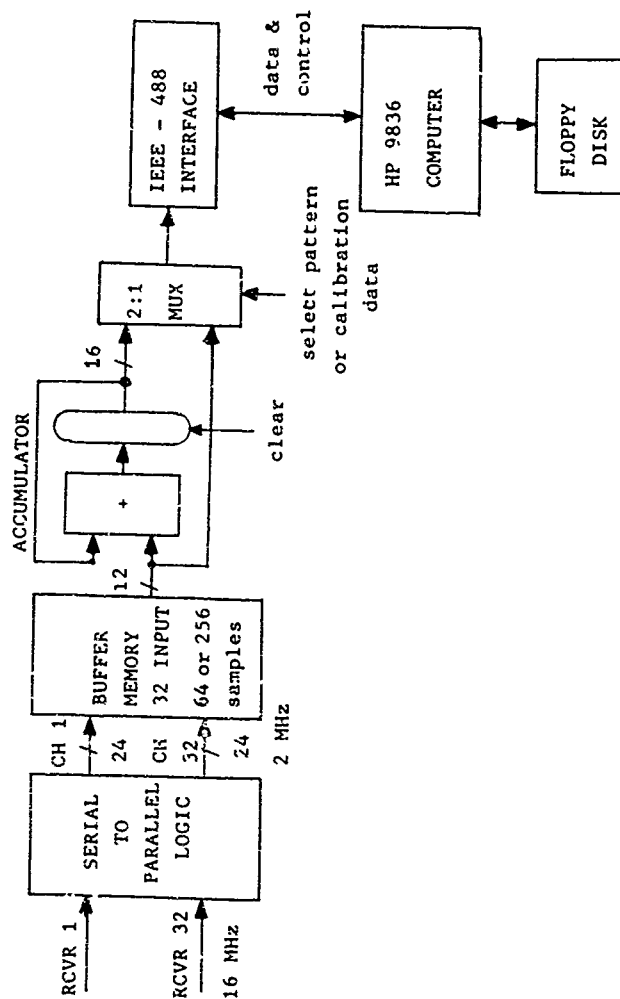 RCVR 1
RCVR 32
16 MHz
SERIAL
TO
PARALLEL
LOGIC
CH 1
24
CH
32
24
2 MHz
BUFFER
MEMORY
32 INPUT
64 or 256
samples
12
ACCUMULATOR
+
clear
16
2:1
MUX
select pattern
or calibration
data
IEEE - 488
INTERFACE
data &
control
HP 9836
COMPUTER
FLOPPY
DISK